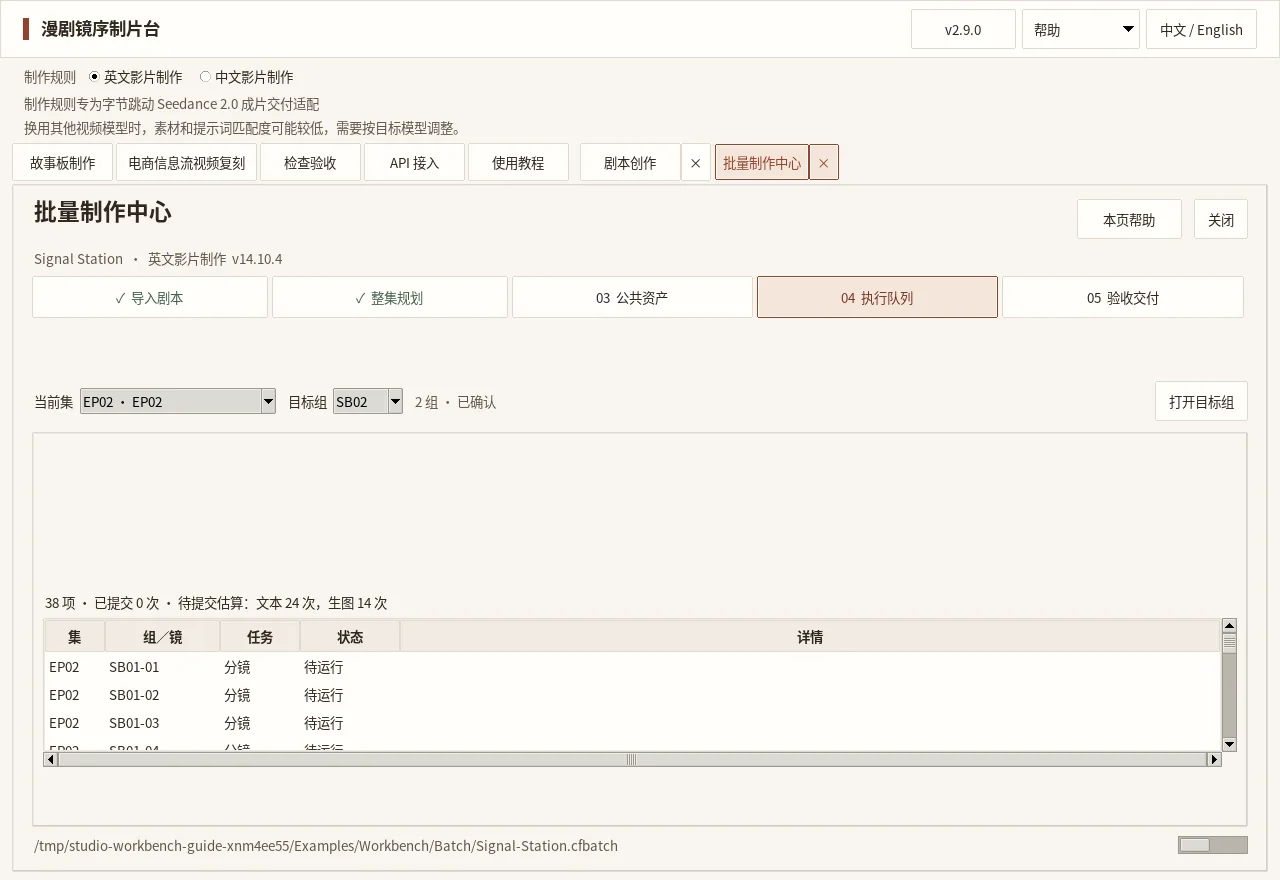 漫剧镜序制片台
v2.9.0
帮助
中文 / English
制作规则 英文影片制作 中文影片制作
制作规则专为字节跳动 Seedance 2.0 成片交付适配
换用其他视频模型时，素材和提示词匹配度可能较低，需要按目标模型调整。
故事板制作 电商信息流视频复刻 检查验收 API 接入 使用教程 剧本创作 × 批量制作中心 ×
批量制作中心
本页帮助 关闭
Signal Station · 英文影片制作 v14.10.4
✓ 导入剧本 ✓ 整集规划 03 公共资产 04 执行队列 05 验收交付
当前集 EP02 · EP02 目标组 SB02 2 组 · 已确认 打开目标组
38 项 · 已提交 0 次 · 待提交估算：文本 24 次，生图 14 次
集 组／镜 任务 状态 详情
EP02 SB01-01 分镜 待运行
EP02 SB01-02 分镜 待运行
EP02 SB01-03 分镜 待运行
EP02 SB01-04 分镜 待运行
/tmp/studio-workbench-guide-xnm4ee55/Examples/Workbench/Batch/Signal-Station.cfbatch